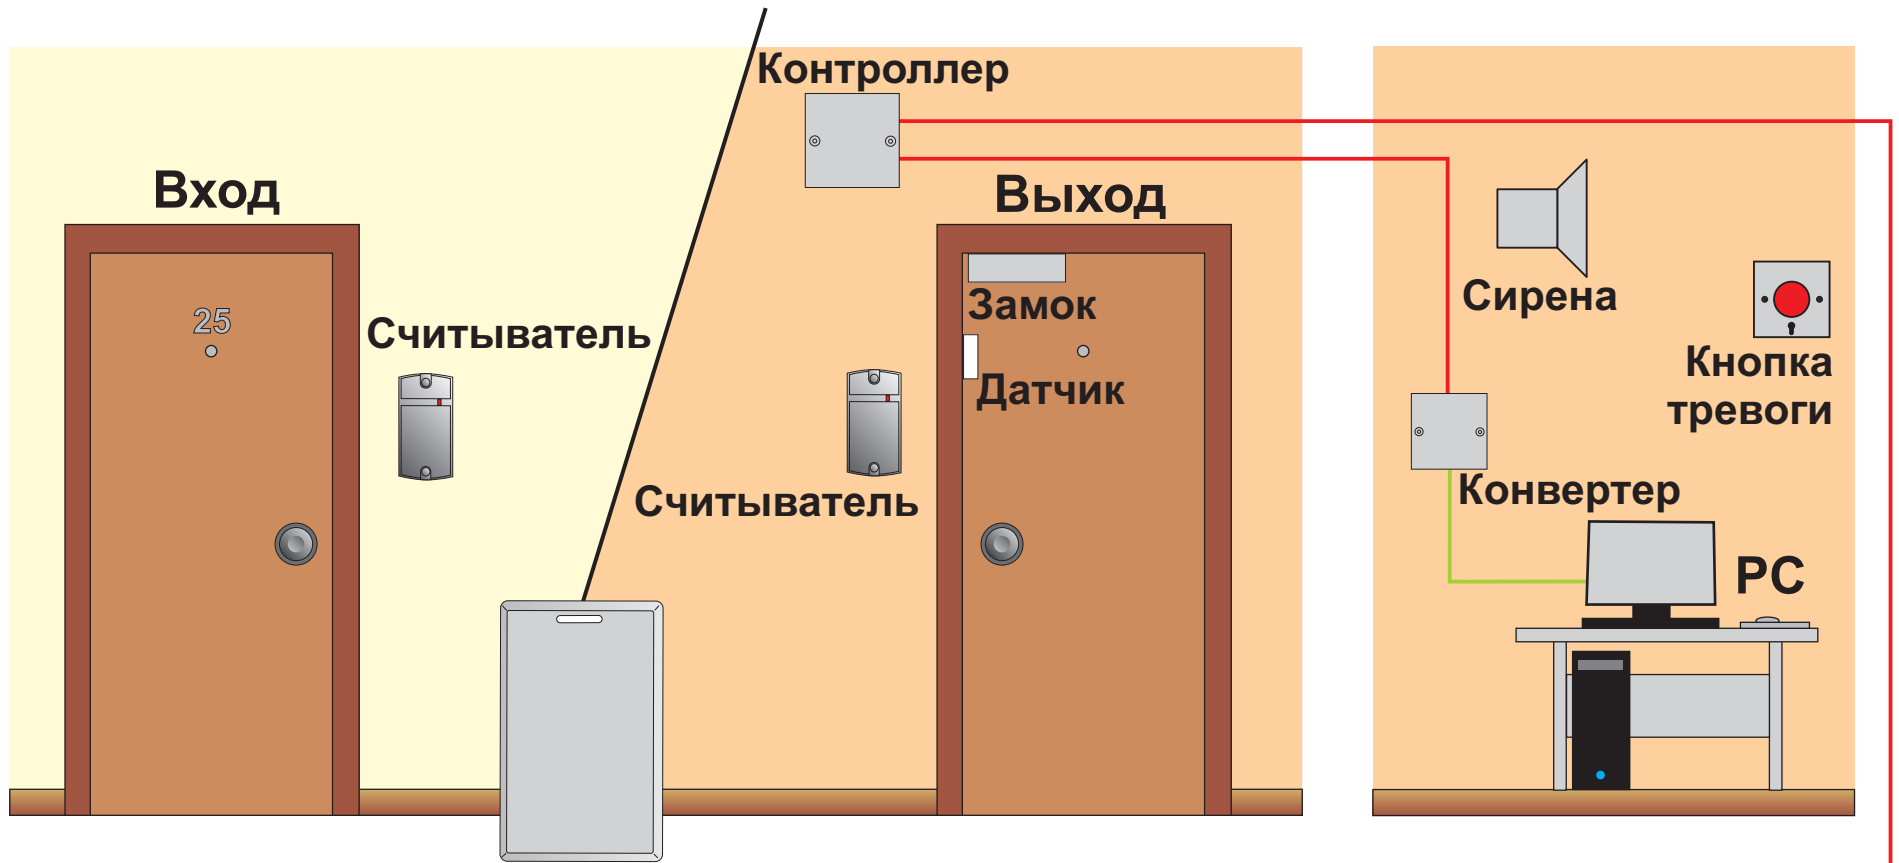 Контроллер
Вход
Выход
25
Считыватель
Замок
Датчик
Считыватель
Сирена
Кнопка
тревоги
Конвертер
PC